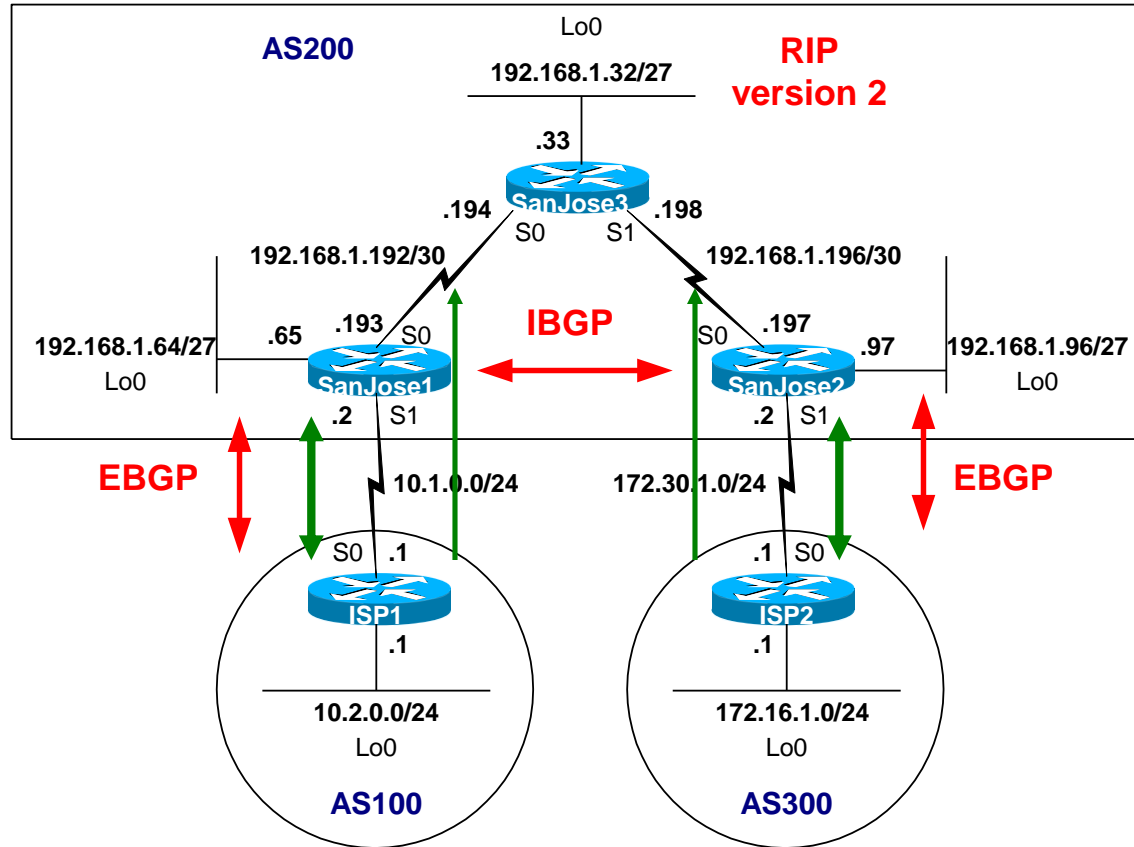 Lo0
AS200
RIP
version 2
192.168.1.32/27
.33
SanJose3
.194
.198
S0
S1
192.168.1.192/30
192.168.1.196/30
.193
S0
IBGP
S0
.197
192.168.1.64/27
.65
.97
192.168.1.96/27
Lo0
SanJose1
SanJose2
Lo0
.2
S1
.2
S1
EBGP
10.1.0.0/24
172.30.1.0/24
EBGP
S0
.1
.1
S0
ISP1
ISP2
.1
.1
10.2.0.0/24
172.16.1.0/24
Lo0
Lo0
AS100
AS300